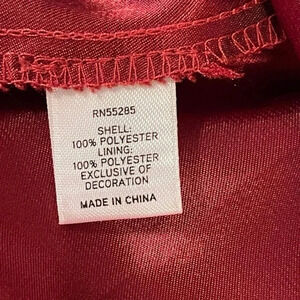 RN55285
SHELL:
100% POLYESTER
LINING:
100% POLYESTER
EXCLUSIVE OF
DECORATION
MADE IN CHINA